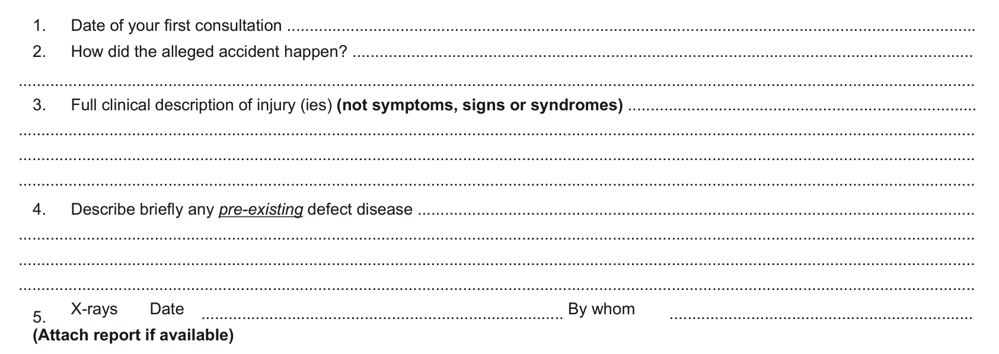 1. Date of your first consultation ................................................................................
2. How did the alleged accident happen? ................................................................................
................................................................................
3. Full clinical description of injury (ies) (not symptoms, signs or syndromes) ................................................................................
................................................................................
................................................................................
................................................................................
4. Describe briefly any pre-existing defect disease ................................................................................
................................................................................
................................................................................
................................................................................
5. X-rays Date ................................................................................ By whom ................................................................................
(Attach report if available)